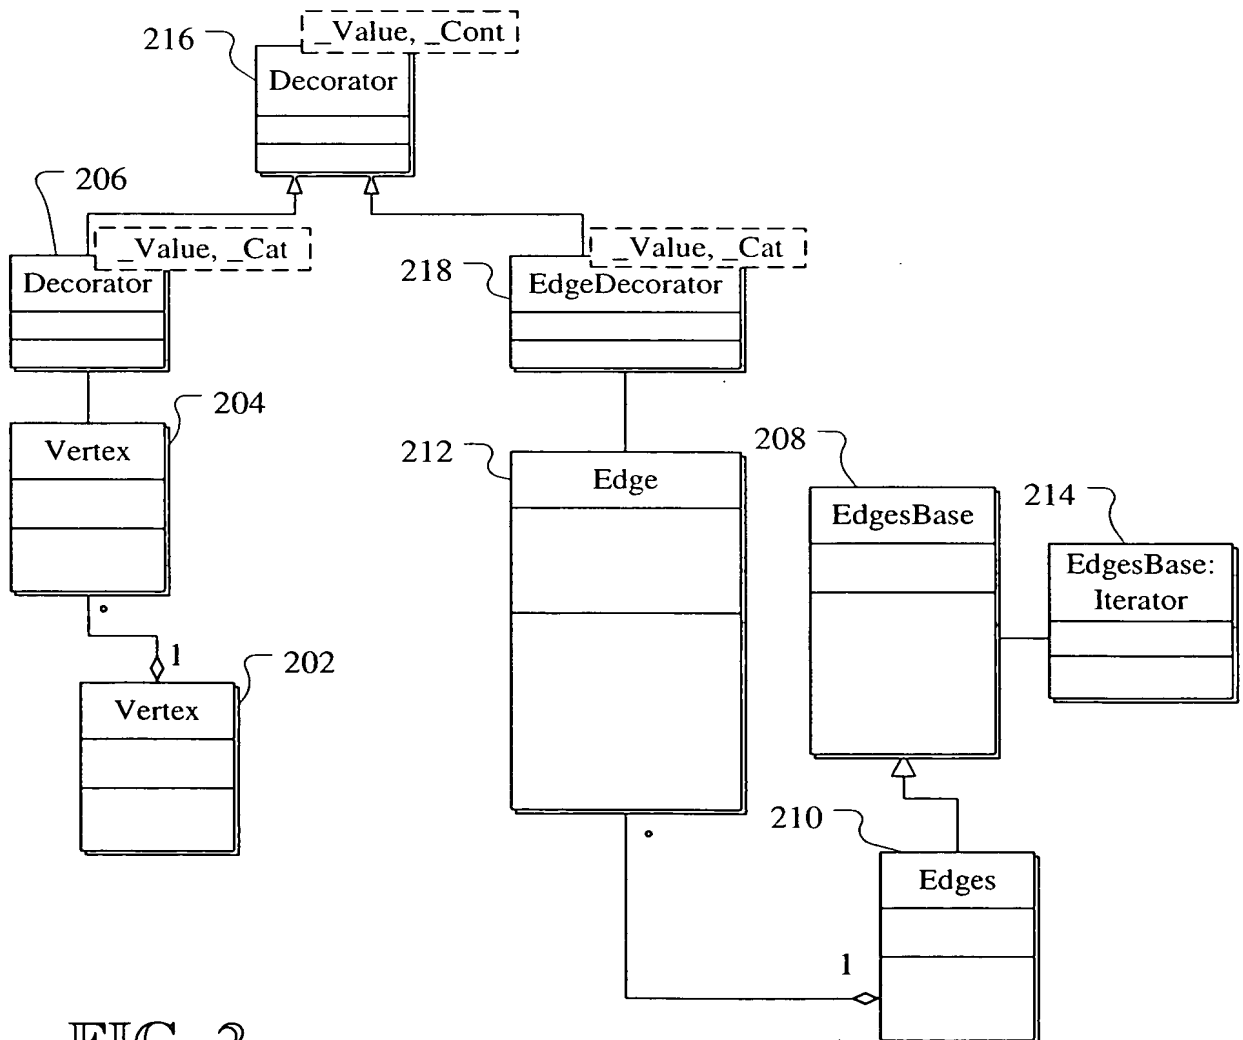 216
_Value, _Cont
Decorator
206
_Value, _Cat
Decorator
218
_Value, _Cat
EdgeDecorator
204
Vertex
212
Edge
208
EdgesBase
214
EdgesBase:
Iterator
1
202
Vertex
210
Edges
1